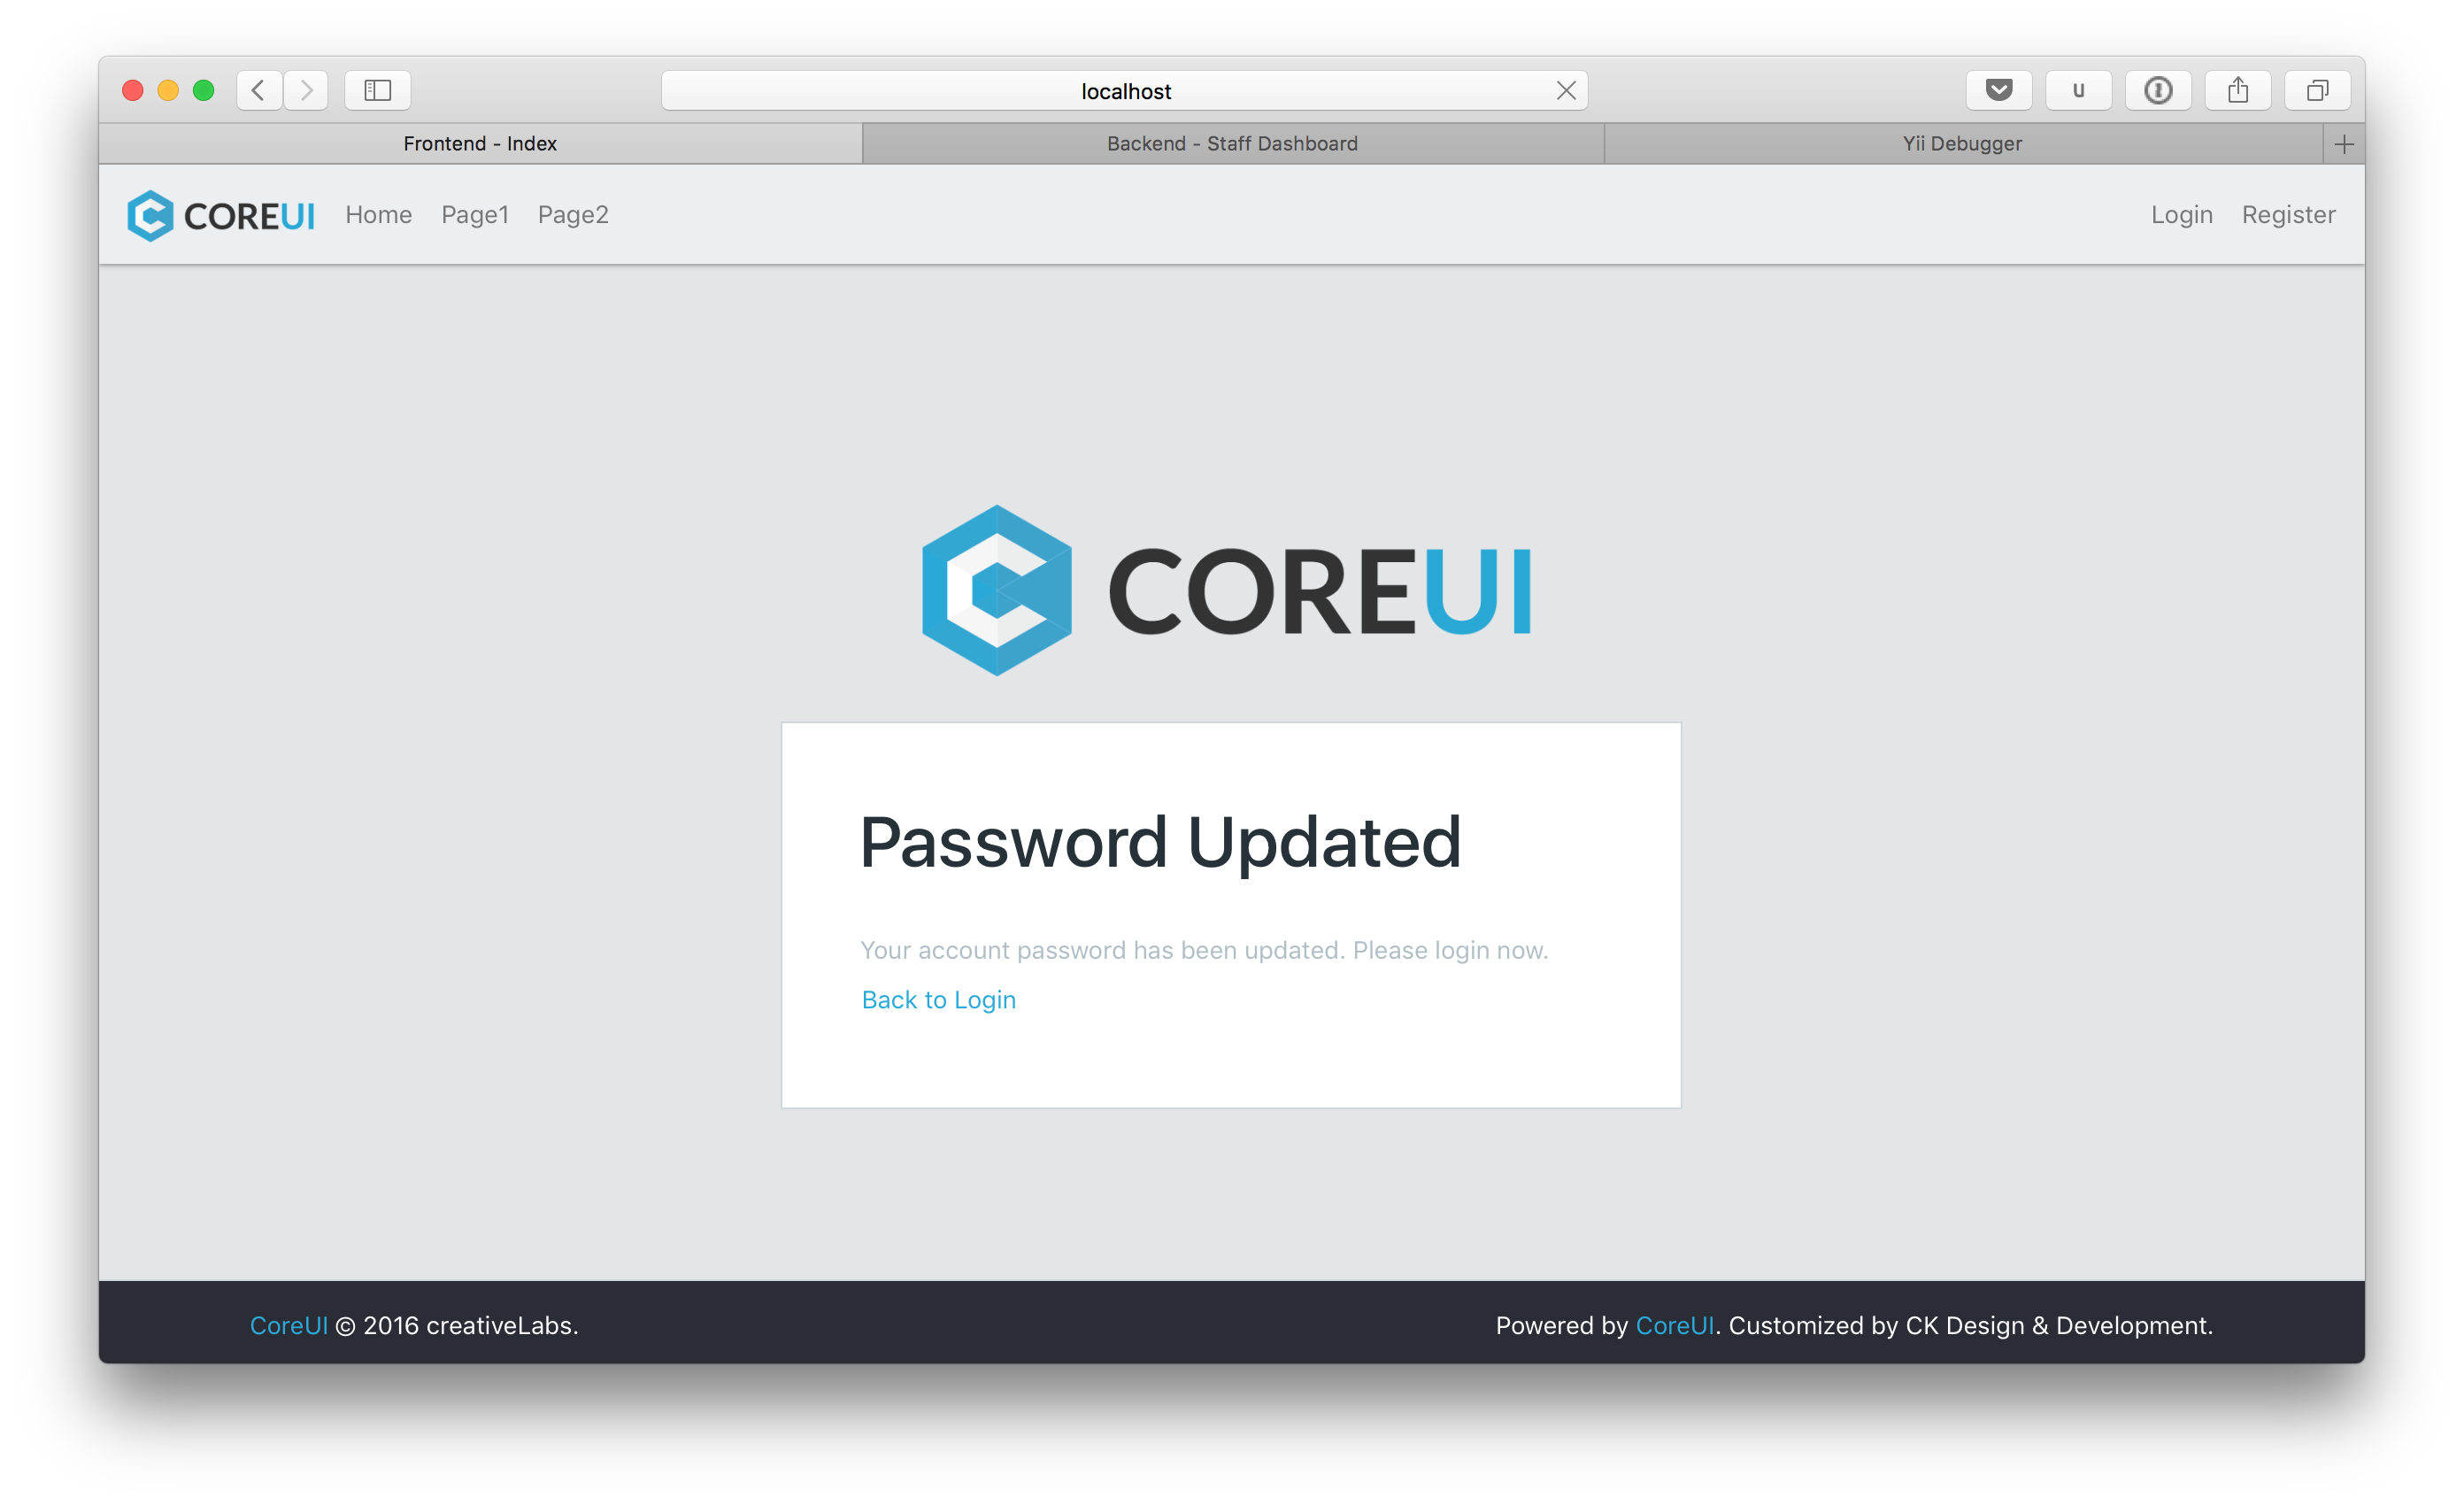 localhost
u
Frontend - Index
Backend - Staff Dashboard
Yii Debugger
COREUI
Home
Page1
Page2
Login
Register
COREUI
Password Updated
Your account password has been updated. Please login now.
Back to Login
CoreUI © 2016 creativeLabs.
Powered by CoreUI. Customized by CK Design & Development.